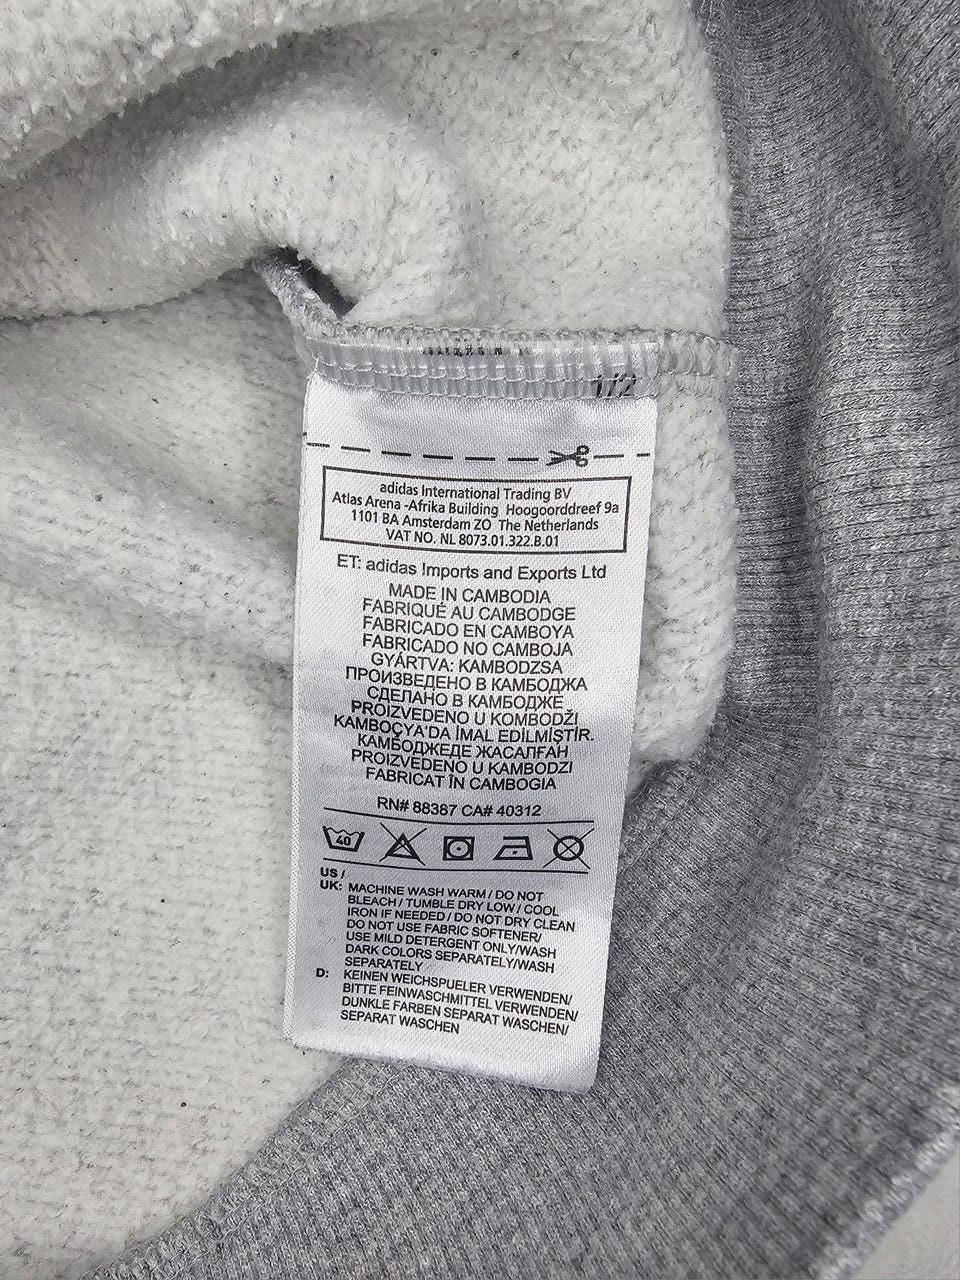 1/2
adidas International Trading BV
Atlas Arena -Afrika Building Hoogoorddreef 9a
1101 BA Amsterdam ZO The Netherlands
VAT NO. NL 8073.01.322.B.01
ET: adidas Imports and Exports Ltd
MADE IN CAMBODIA
FABRIQUÉ AU CAMBODGE
FABRICADO EN CAMBOYA
FABRICADO NO CAMBOJA
GYÁRTVA: KAMBODZSA
ПРОИЗВЕДЕНО В КАМБОДЖА
СДЕЛАНО В КАМБОДЖЕ
PROIZVEDENO U KOMBODŽI
KAMBOÇYA'DA İMAL EDİLMİŞTİR.
КАМБОДЖЕДЕ ЖАСАЛҒАН
PROIZVEDENO U KAMBODZI
FABRICAT ÎN CAMBOGIA
RN# 88387 CA# 40312
40
US /
UK: MACHINE WASH WARM / DO NOT
BLEACH / TUMBLE DRY LOW / COOL
IRON IF NEEDED / DO NOT DRY CLEAN
DO NOT USE FABRIC SOFTENER/
USE MILD DETERGENT ONLY/WASH
DARK COLORS SEPARATELY/WASH
SEPARATELY
D: KEINEN WEICHSPUELER VERWENDEN/
BITTE FEINWASCHMITTEL VERWENDEN/
DUNKLE FARBEN SEPARAT WASCHEN/
SEPARAT WASCHEN